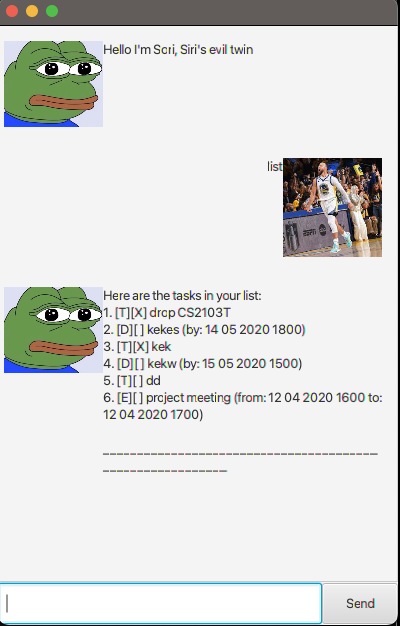 Hello I'm Scri, Siri's evil twin
list
Here are the tasks in your list:
1. [T][X] drop CS2103T
2. [D][ ] kekes (by: 14 05 2020 1800)
3. [T][X] kek
4. [D][ ] kekw (by: 15 05 2020 1500)
5. [T][ ] dd
6. [E][ ] project meeting (from: 12 04 2020 1600 to:
12 04 2020 1700)
Send